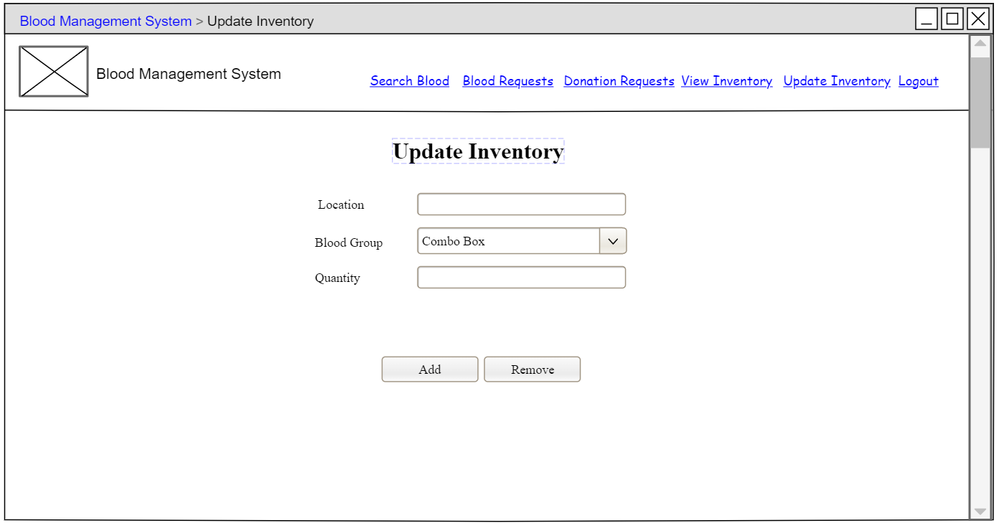 Blood Management System > Update Inventory
Blood Management System
Search Blood Blood Requests Donation Requests View Inventory Update Inventory Logout
Update Inventory
Location
Blood Group Combo Box
Quantity
Add Remove